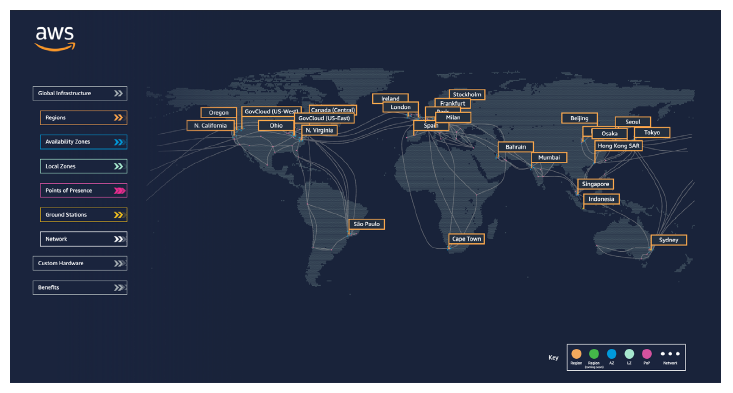 aws
Global Infrastructure
Regions
Availability Zones
Local Zones
Points of Presence
Ground Stations
Network
Custom Hardware
Benefits
Oregon
N. California
GovCloud (US-West)
Canada (Central)
GovCloud (US-East)
Ohio
N. Virginia
São Paulo
Ireland
London
Stockholm
Frankfurt
Milan
Spain
Cape Town
Bahrain
Mumbai
Beijing
Seoul
Osaka
Tokyo
Hong Kong SAR
Singapore
Indonesia
Sydney
Key
Region
Region
(coming soon)
AZ
LZ
PoP
Network